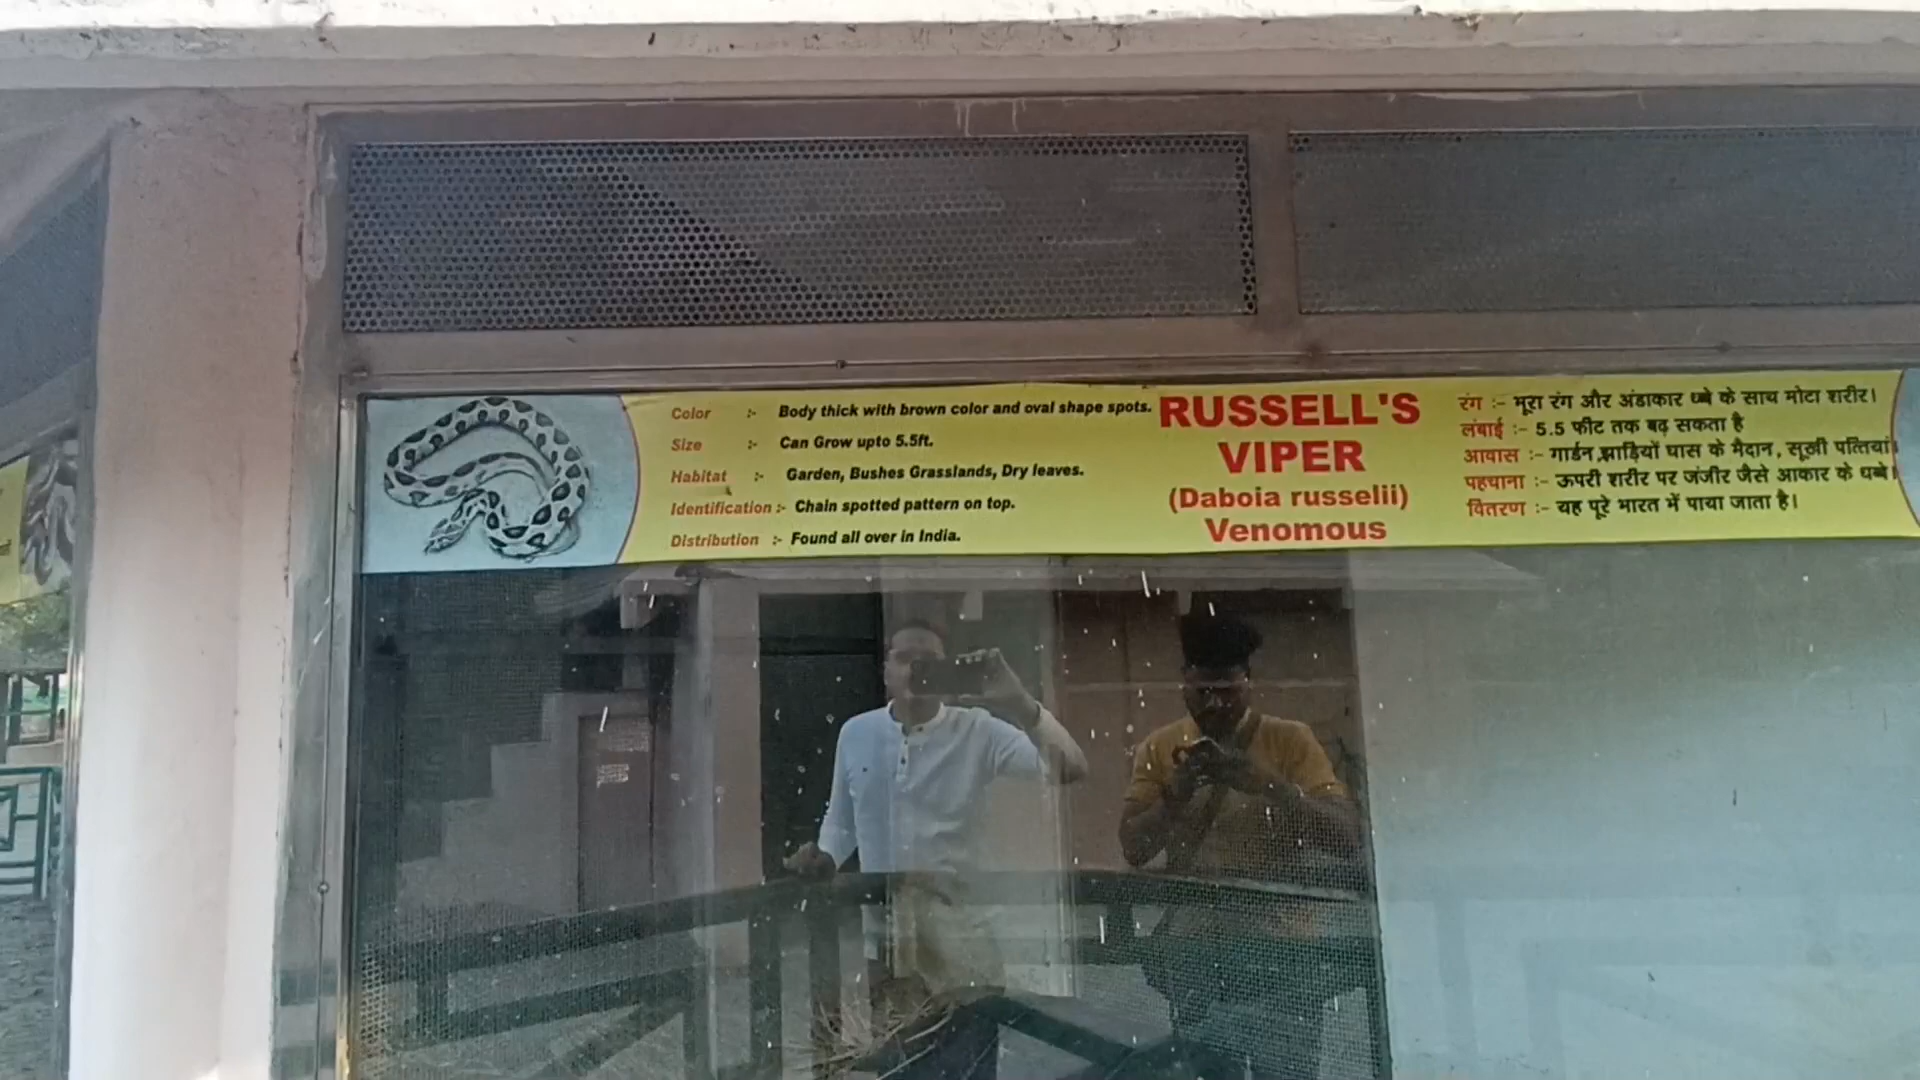 Color :- Body thick with brown color and oval shape spots.
Size :- Can Grow upto 5.5ft.
Habitat :- Garden, Bushes Grasslands, Dry leaves.
Identification :- Chain spotted pattern on top.
Distribution :- Found all over in India.
RUSSELL'S
VIPER
(Daboia russelii)
Venomous
रंग :- भूरा रंग और अंडाकार धब्बे के साथ मोटा शरीर।
लंबाई :- 5.5 फीट तक बढ़ सकता है
आवास :- गार्डन,झाड़ियों घास के मैदान, सूखी पत्तियां।
पहचाना :- ऊपरी शरीर पर जंजीर जैसे आकार के धब्बे।
वितरण :- यह पूरे भारत में पाया जाता है।